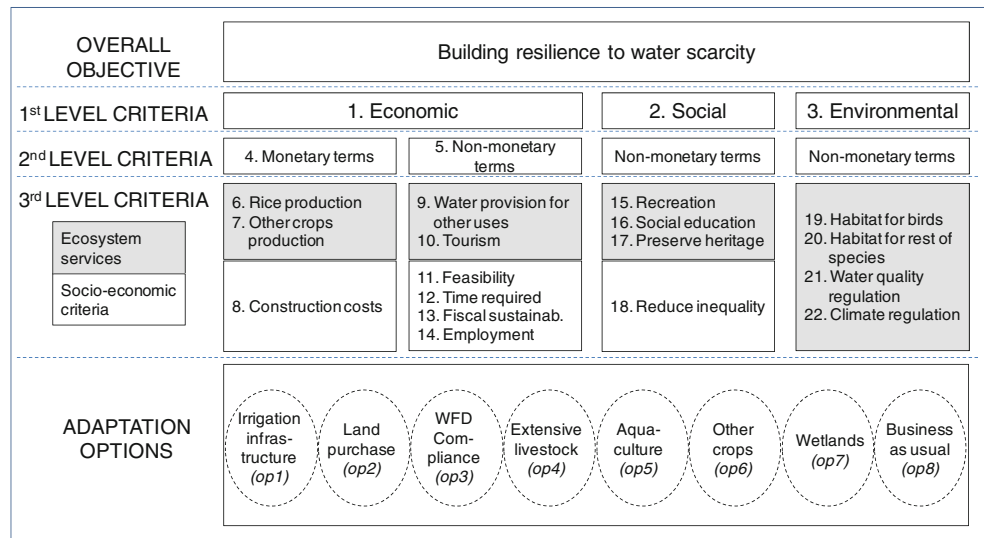 OVERALL
OBJECTIVE
Building resilience to water scarcity
1st LEVEL CRITERIA
1. Economic
2. Social
3. Environmental
2nd LEVEL CRITERIA
4. Monetary terms
5. Non-monetary
terms
Non-monetary terms
Non-monetary terms
3rd LEVEL CRITERIA
Ecosystem
services
Socio-economic
criteria
6. Rice production
7. Other crops
production
8. Construction costs
9. Water provision for
other uses
10. Tourism
11. Feasibility
12. Time required
13. Fiscal sustainab.
14. Employment
15. Recreation
16. Social education
17. Preserve heritage
18. Reduce inequality
19. Habitat for birds
20. Habitat for rest of
species
21. Water quality
regulation
22. Climate regulation
ADAPTATION
OPTIONS
Irrigation
infras-
tructure
(op1)
Land
purchase
(op2)
WFD
Com-
pliance
(op3)
Extensive
livestock
(op4)
Aqua-
culture
(op5)
Other
crops
(op6)
Wetlands
(op7)
Business
as usual
(op8)